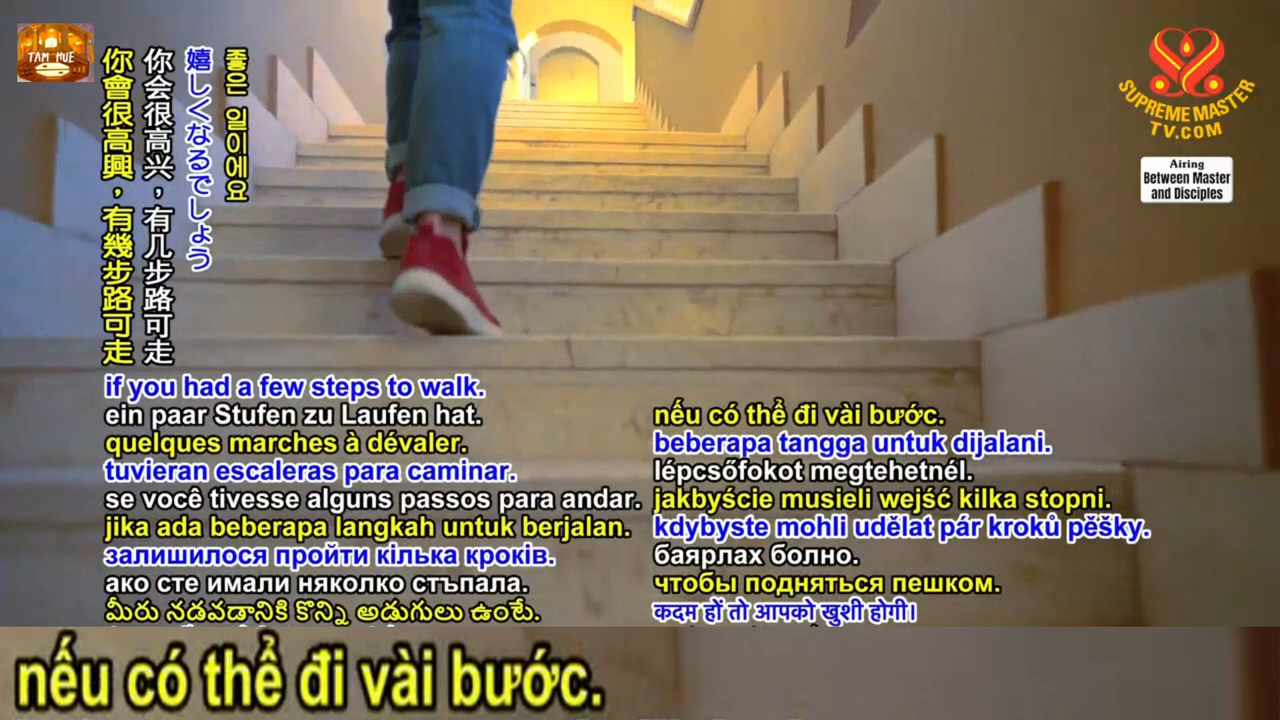 TAM HUE
你會很高興，有幾步路可走
你会很高兴，有几步路可走
嬉しくなるでしょう
좋은 일이에요
SUPREME MASTER
TV.COM
Airing
Between Master
and Disciples
if you had a few steps to walk.
ein paar Stufen zu Laufen hat.
quelques marches à dévaler.
tuvieran escaleras para caminar.
se você tivesse alguns passos para andar.
jika ada beberapa langkah untuk berjalan.
залишилося пройти кілька кроків.
ако сте имали няколко стъпала.
మీరు నడవడానికి కొన్ని అడుగులు ఉంటే.
nếu có thể đi vài bước.
beberapa tangga untuk dijalani.
lépcsőfokot megtehetnél.
jakbyście musieli wejść kilka stopni.
kdybyste mohli udělat pár kroků pěšky.
баярлах болно.
чтобы подняться пешком.
कदम हों तो आपको खुशी होगी।
nếu có thể đi vài bước.